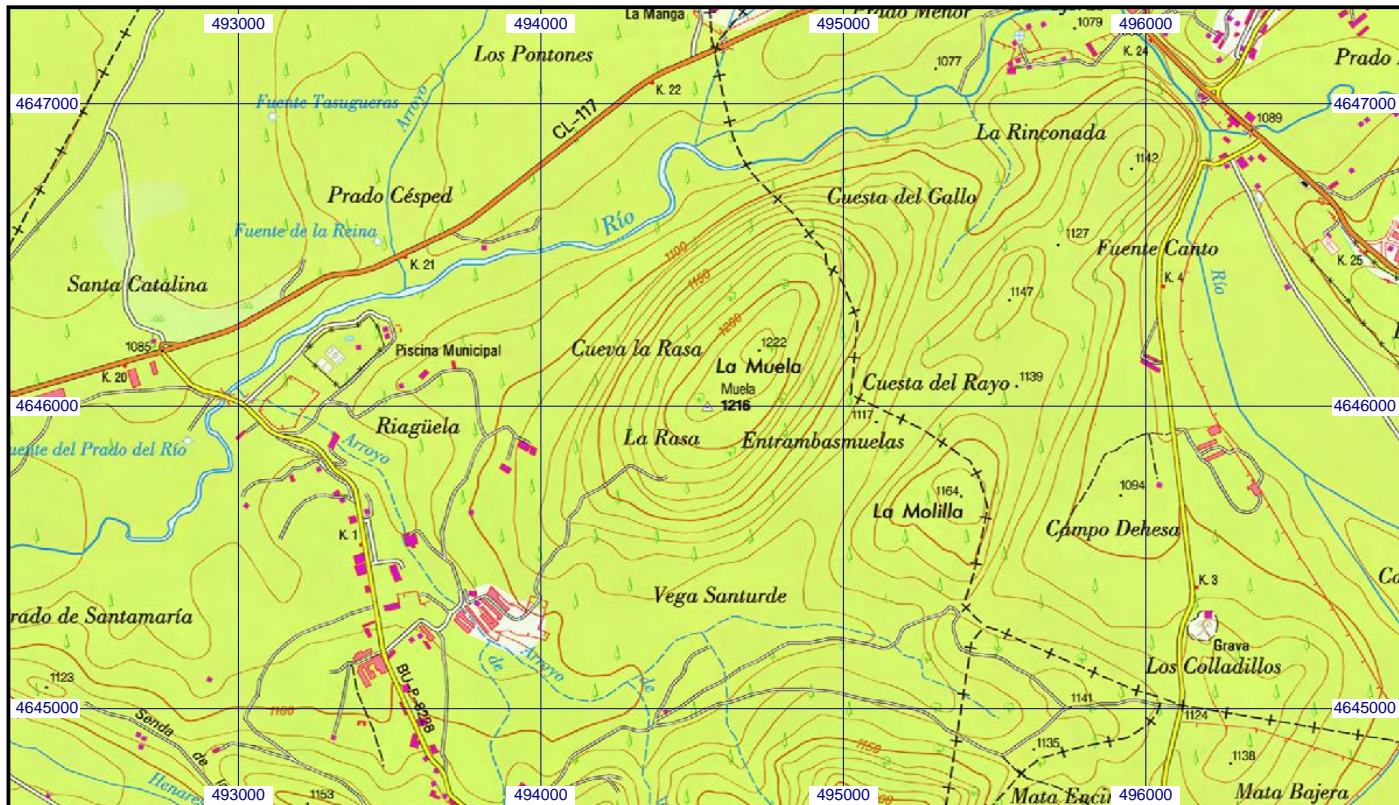 493000
494000
495000
496000
La Manga
Prado Menor
1079
K. 24
Los Pontones
1077
Prado
K. 22
4647000
Fuente Tasugueras
Arroyo
CL-117
4647000
1089
La Rinconada
1142
Prado Césped
Cuesta del Gallo
Fuente de la Reina
Río
1127
Fuente Canto
K. 21
1100
K. 25
Santa Catalina
1150
K. 4
Río
1147
1200
1085
Piscina Municipal
Cueva la Rasa
1222
La Muela
K. 20
Muela
1216
Cuesta del Rayo
1139
4646000
4646000
1117
Riagüela
Arroyo
La Rasa
Entrambasmuelas
uente del Prado del Río
1164
1094
La Molilla
Campo Dehesa
K. 1
K. 3
Vega Santurde
rado de Santamaría
Grava
Arroyo
de
de
Los Colladillos
1123
BU-P-8228
1141
4645000
1100
4645000
1124
Senda
de
1135
1150
1138
Henares
1153
Mata Encin
Mata Bajera
493000
494000
495000
496000